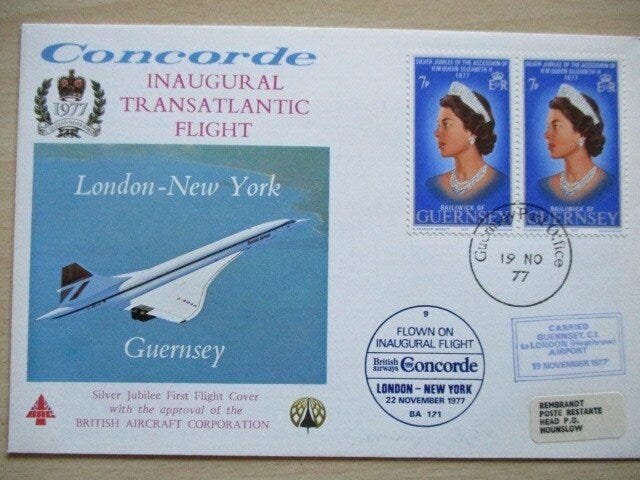 Concorde
INAUGURAL
TRANSATLANTIC
FLIGHT
1977
London-New York
Guernsey
Silver Jubilee First Flight Cover
with the approval of the
BRITISH AIRCRAFT CORPORATION
SILVER JUBILEE OF THE ACCESSION OF
H.M. QUEEN ELIZABETH II
1977
7p
EIIR
BAILIWICK OF
GUERNSEY
SILVER JUBILEE OF THE ACCESSION OF
H.M. QUEEN ELIZABETH II
1977
7p
EIIR
BAILIWICK OF
GUERNSEY
Guernsey Post Office
19 NO
77
9
FLOWN ON
INAUGURAL FLIGHT
British
airways
Concorde
LONDON – NEW YORK
22 NOVEMBER 1977
BA 171
CARRIED
GUERNSEY, C.I.
to LONDON (Heathrow)
AIRPORT
19 NOVEMBER 1977
REMBRANDT
POSTE RESTANTE
HEAD P.O.
HOUNSLOW